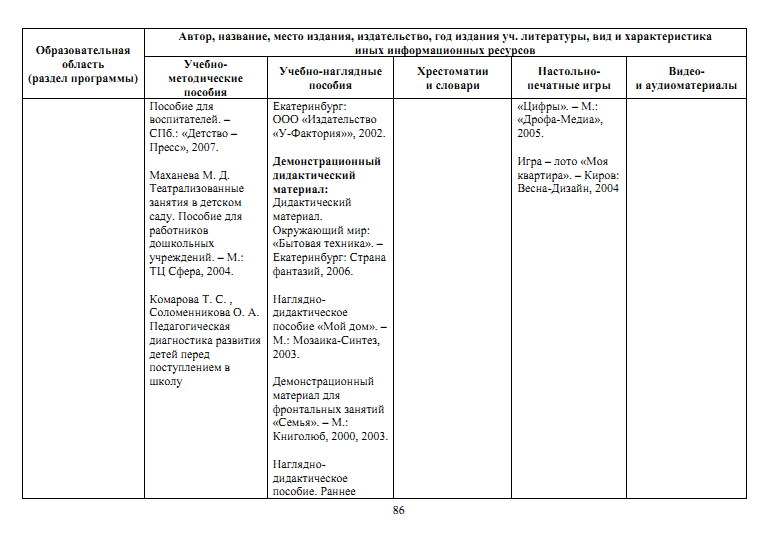 Образовательная
область
(раздел программы)
Автор, название, место издания, издательство, год издания уч. литературы, вид и характеристика
иных информационных ресурсов
Учебно-
методические
пособия
Учебно-наглядные
пособия
Хрестоматии
и словари
Настольно-
печатные игры
Видео-
и аудиоматериалы
Пособие для
воспитателей. –
СПб.: «Детство –
Пресс», 2007.
Маханева М. Д.
Театрализованные
занятия в детском
саду. Пособие для
работников
дошкольных
учреждений. – М.:
ТЦ Сфера, 2004.
Комарова Т. С. ,
Соломенникова О. А.
Педагогическая
диагностика развития
детей перед
поступлением в
школу
Екатеринбург:
ООО «Издательство
«У-Фактория»», 2002.
Демонстрационный
дидактический
материал:
Дидактический
материал.
Окружающий мир:
«Бытовая техника». –
Екатеринбург: Страна
фантазий, 2006.
Наглядно-
дидактическое
пособие «Мой дом». –
М.: Мозаика-Синтез,
2003.
Демонстрационный
материал для
фронтальных занятий
«Семья». – М.:
Книголюб, 2000, 2003.
Наглядно-
дидактическое
пособие. Раннее
«Цифры». – М.:
«Дрофа-Медиа»,
2005.
Игра – лото «Моя
квартира». – Киров:
Весна-Дизайн, 2004
86